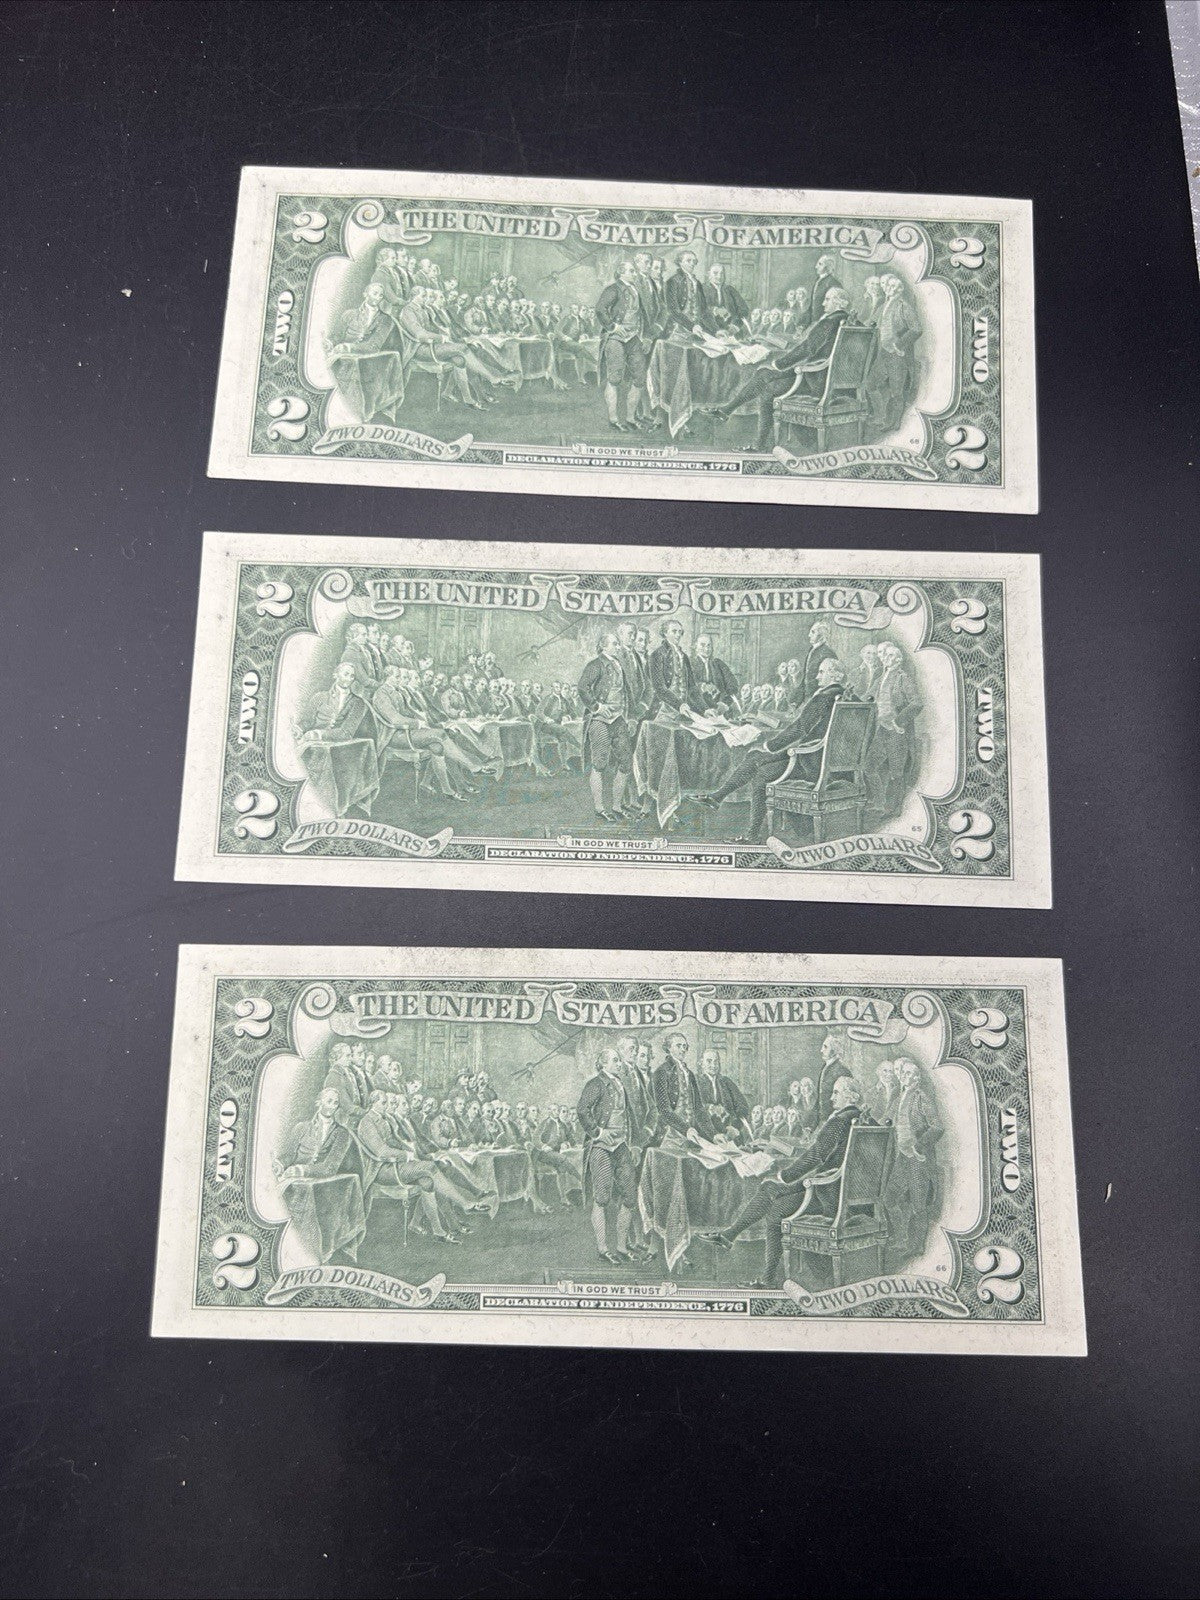 THE UNITED STATES OF AMERICA
2 2
TWO TWO
2 2
TWO DOLLARS IN GOD WE TRUST TWO DOLLARS
68
DECLARATION OF INDEPENDENCE, 1776
THE UNITED STATES OF AMERICA
2 2
TWO TWO
2 2
TWO DOLLARS IN GOD WE TRUST TWO DOLLARS
65
DECLARATION OF INDEPENDENCE, 1776
THE UNITED STATES OF AMERICA
2 2
TWO TWO
2 2
TWO DOLLARS IN GOD WE TRUST TWO DOLLARS
66
DECLARATION OF INDEPENDENCE, 1776